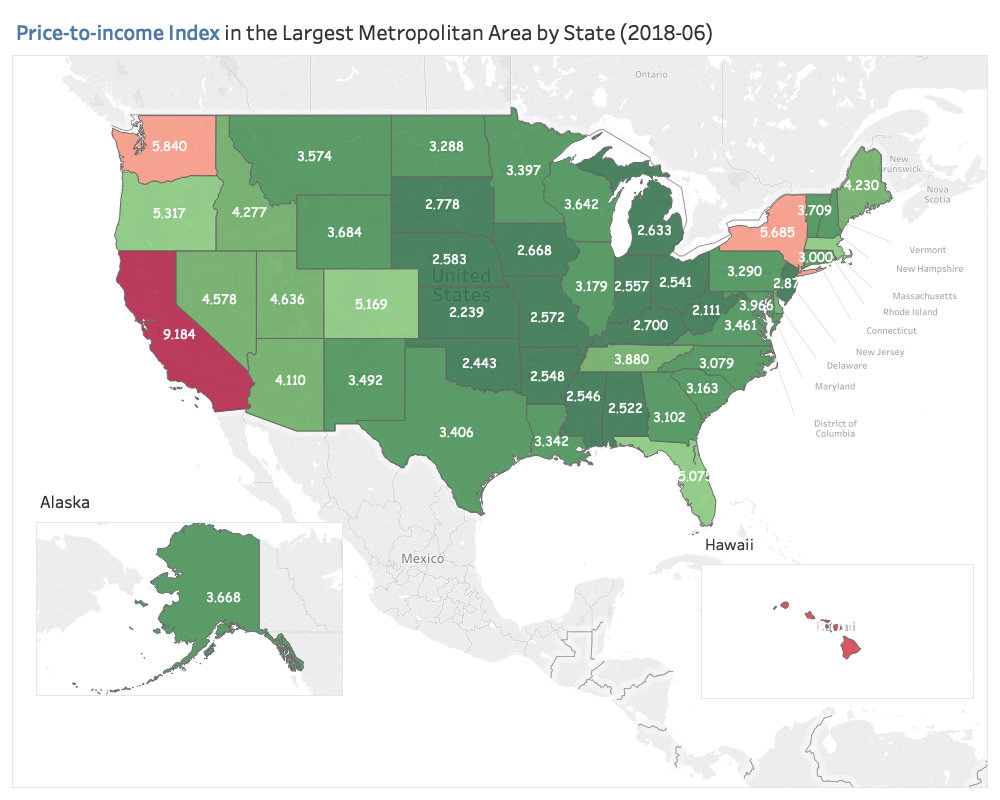 Price-to-income Index in the Largest Metropolitan Area by State (2018-06)
Ontario
New
runswick
Nova
Scotia
5.840
3.574
3.288
3.397
4.230
5.317
4.277
2.778
3.642
3.709
5.685
3.684
2.633
Vermont
2.583
2.668
3.000
New Hampshire
United
States
4.578
4.636
5.169
3.179
2.557
2.541
3.290
2.87
Massachusetts
Rhode Island
9.184
2.239
2.572
2.700
2.111
3.966
3.461
Connecticut
New Jersey
4.110
3.492
2.443
2.548
3.880
3.079
Delaware
Maryland
2.546
2.522
3.102
3.163
3.406
3.342
District of
Columbia
5.075
Alaska
Hawaii
Mexico
3.668